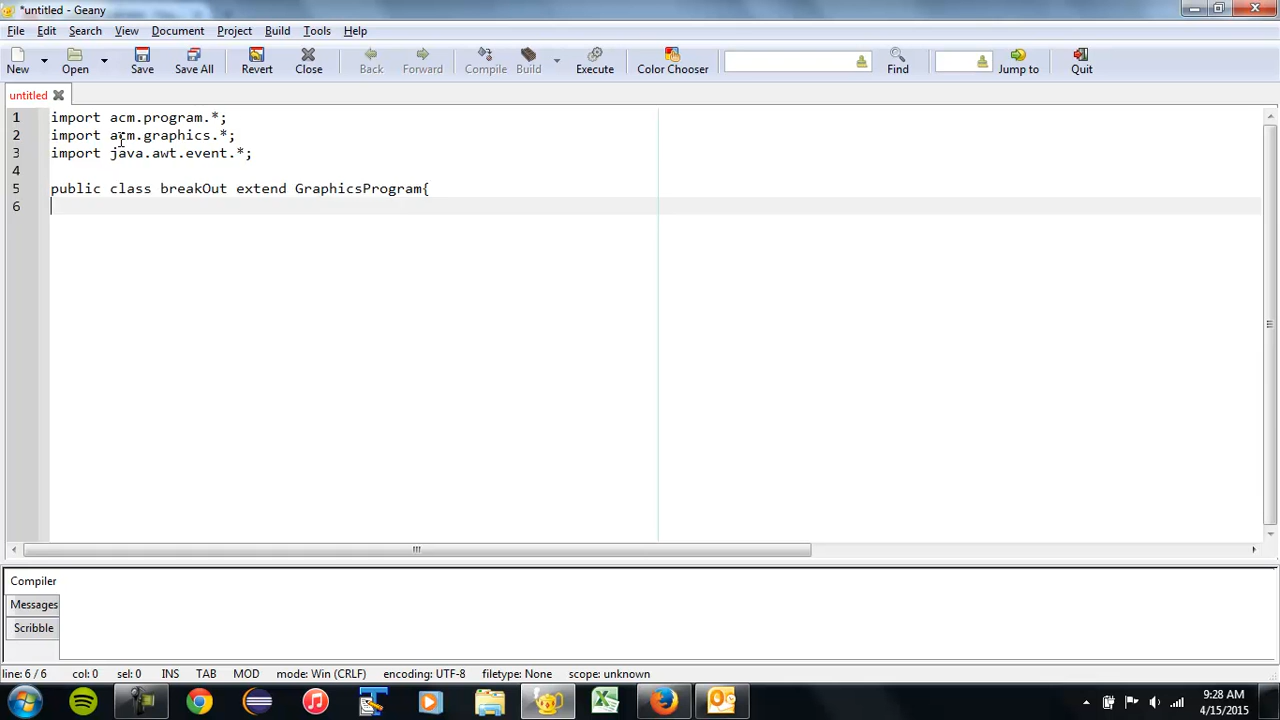 *untitled - Geany
File Edit Search View Document Project Build Tools Help
New Open Save Save All Revert Close Back Forward Compile Build Execute Color Chooser Find Jump to Quit
untitled
1 import acm.program.*;
2 import acm.graphics.*;
3 import java.awt.event.*;
4
5 public class breakOut extend GraphicsProgram{
6
Compiler
Messages
Scribble
line: 6 / 6 col: 0 sel: 0 INS TAB MOD mode: Win (CRLF) encoding: UTF-8 filetype: None scope: unknown
9:28 AM
4/15/2015